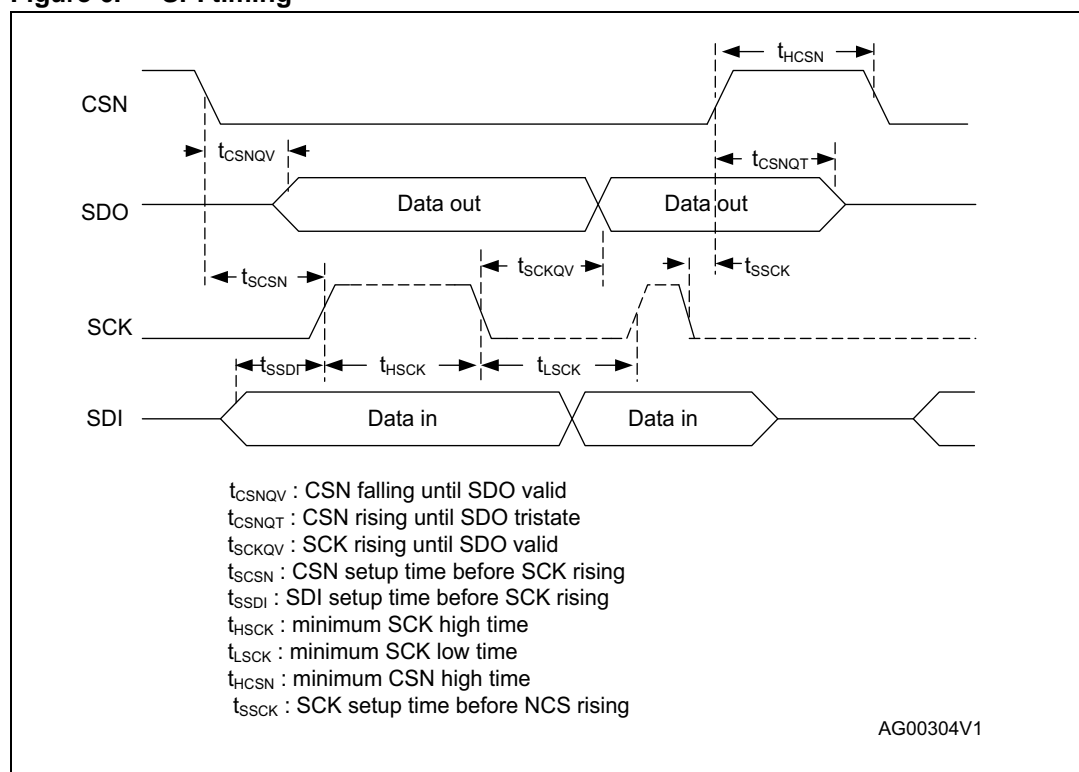 CSN
SDO
SCK
SDI
tHCSN
tCSNQV
tCSNQT
Data out
Data out
tSCSN
tSCKQV
tSSCK
tSSDI
tHSCK
tLSCK
Data in
Data in
tCSNQV : CSN falling until SDO valid
tCSNQT : CSN rising until SDO tristate
tSCKQV : SCK rising until SDO valid
tSCSN : CSN setup time before SCK rising
tSSDI : SDI setup time before SCK rising
tHSCK : minimum SCK high time
tLSCK : minimum SCK low time
tHCSN : minimum CSN high time
tSSCK : SCK setup time before NCS rising
AG00304V1